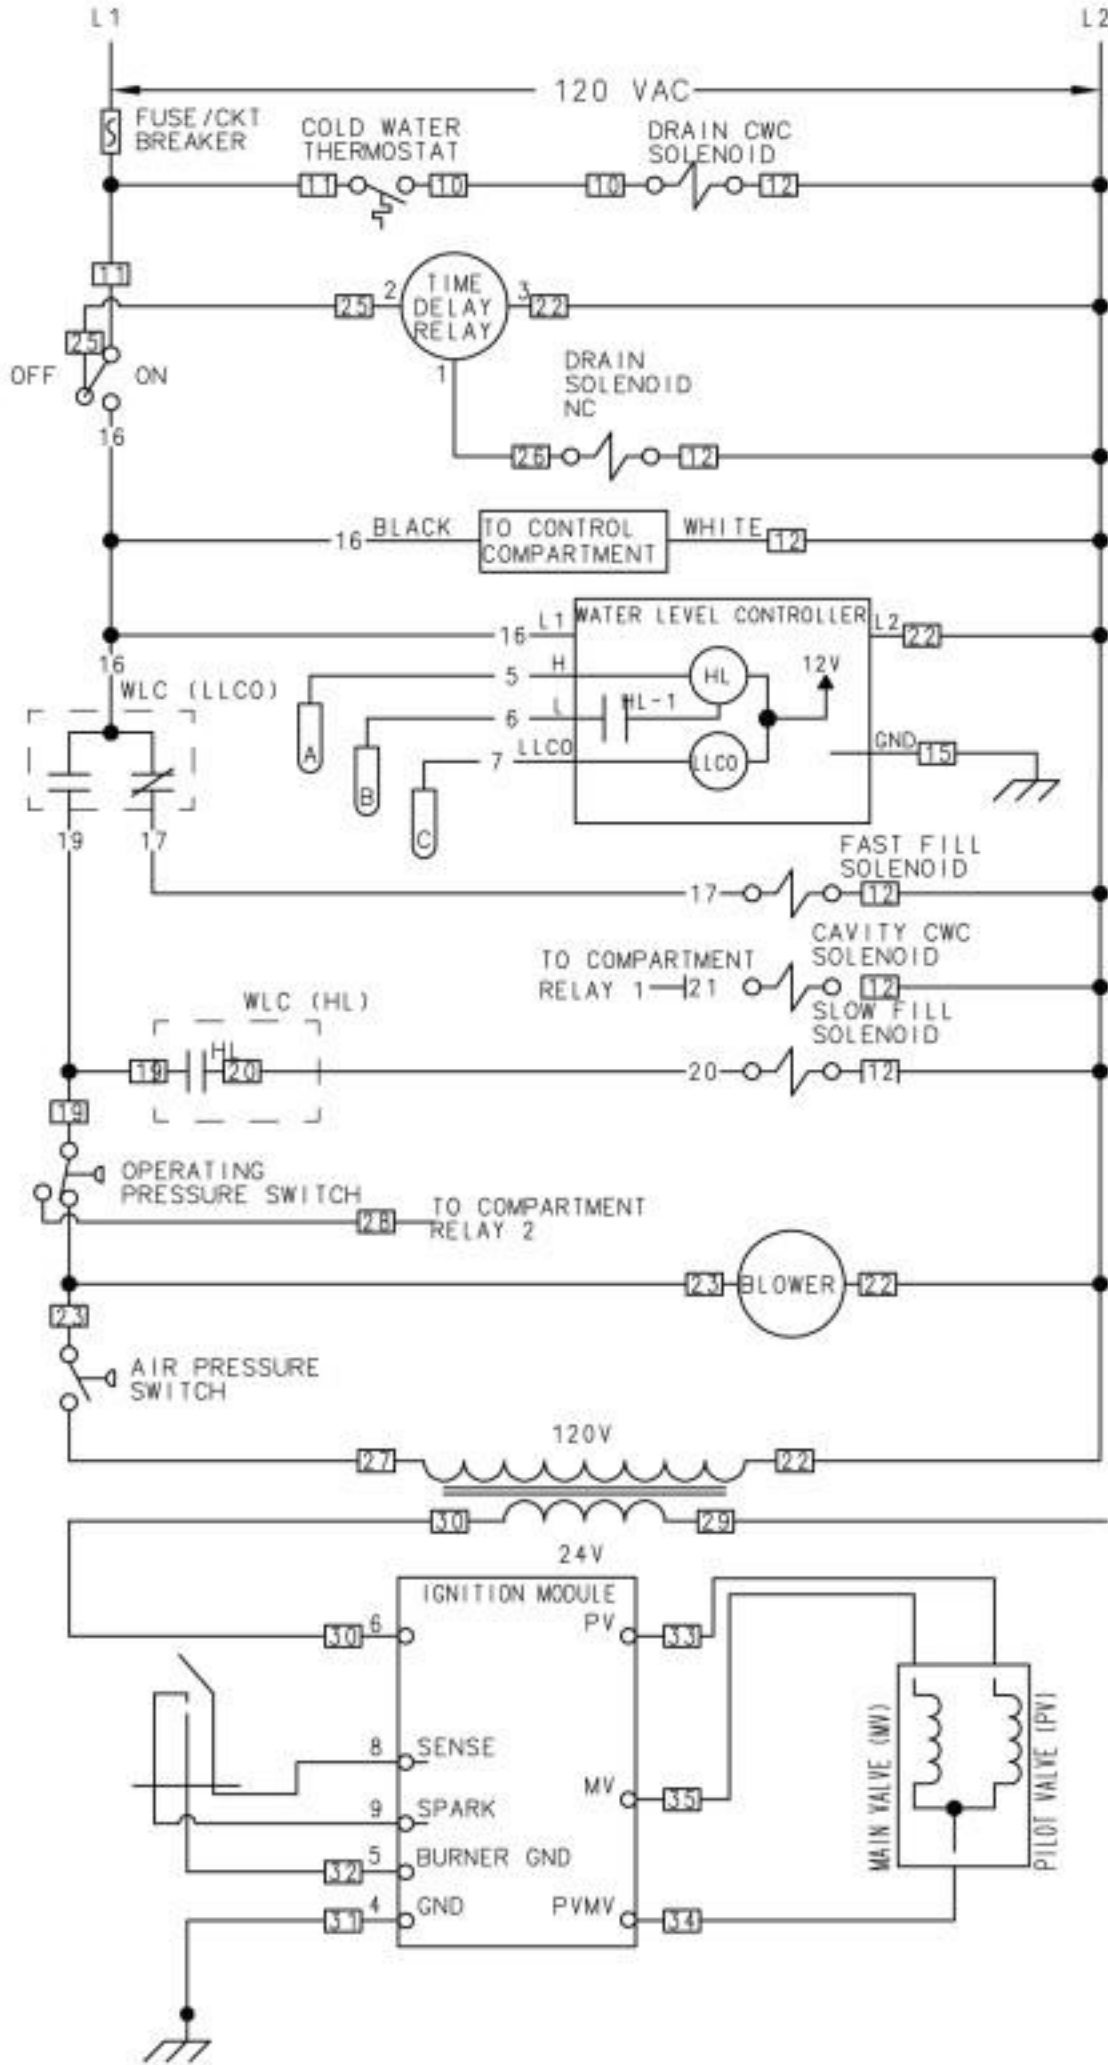 L1
L2
120 VAC
FUSE/CKT
BREAKER
COLD WATER
THERMOSTAT
DRAIN CWC
SOLENOID
11
10
10
12
11
25
2
TIME
DELAY
RELAY
3
22
25
OFF
ON
1
DRAIN
SOLENOID
NC
16
26
12
16
BLACK
TO CONTROL
COMPARTMENT
WHITE
12
WATER LEVEL CONTROLLER
16
L1
L2
22
16
5
H
HL
12V
WLC (LLCO)
6
L
HL-1
7
LLCO
LLCO
GND
15
A
B
C
19
17
FAST FILL
SOLENOID
17
12
CAVITY CWC
SOLENOID
TO COMPARTMENT
RELAY 1
21
12
SLOW FILL
SOLENOID
WLC (HL)
HL
19
20
20
12
19
OPERATING
PRESSURE SWITCH
28
TO COMPARTMENT
RELAY 2
23
BLOWER
22
23
AIR PRESSURE
SWITCH
120V
27
22
30
29
24V
IGNITION MODULE
30
6
PV
33
8
SENSE
MV
35
9
SPARK
32
5
BURNER GND
31
4
GND
PVMV
34
MAIN VALVE (MV)
PILOT VALVE (PV)